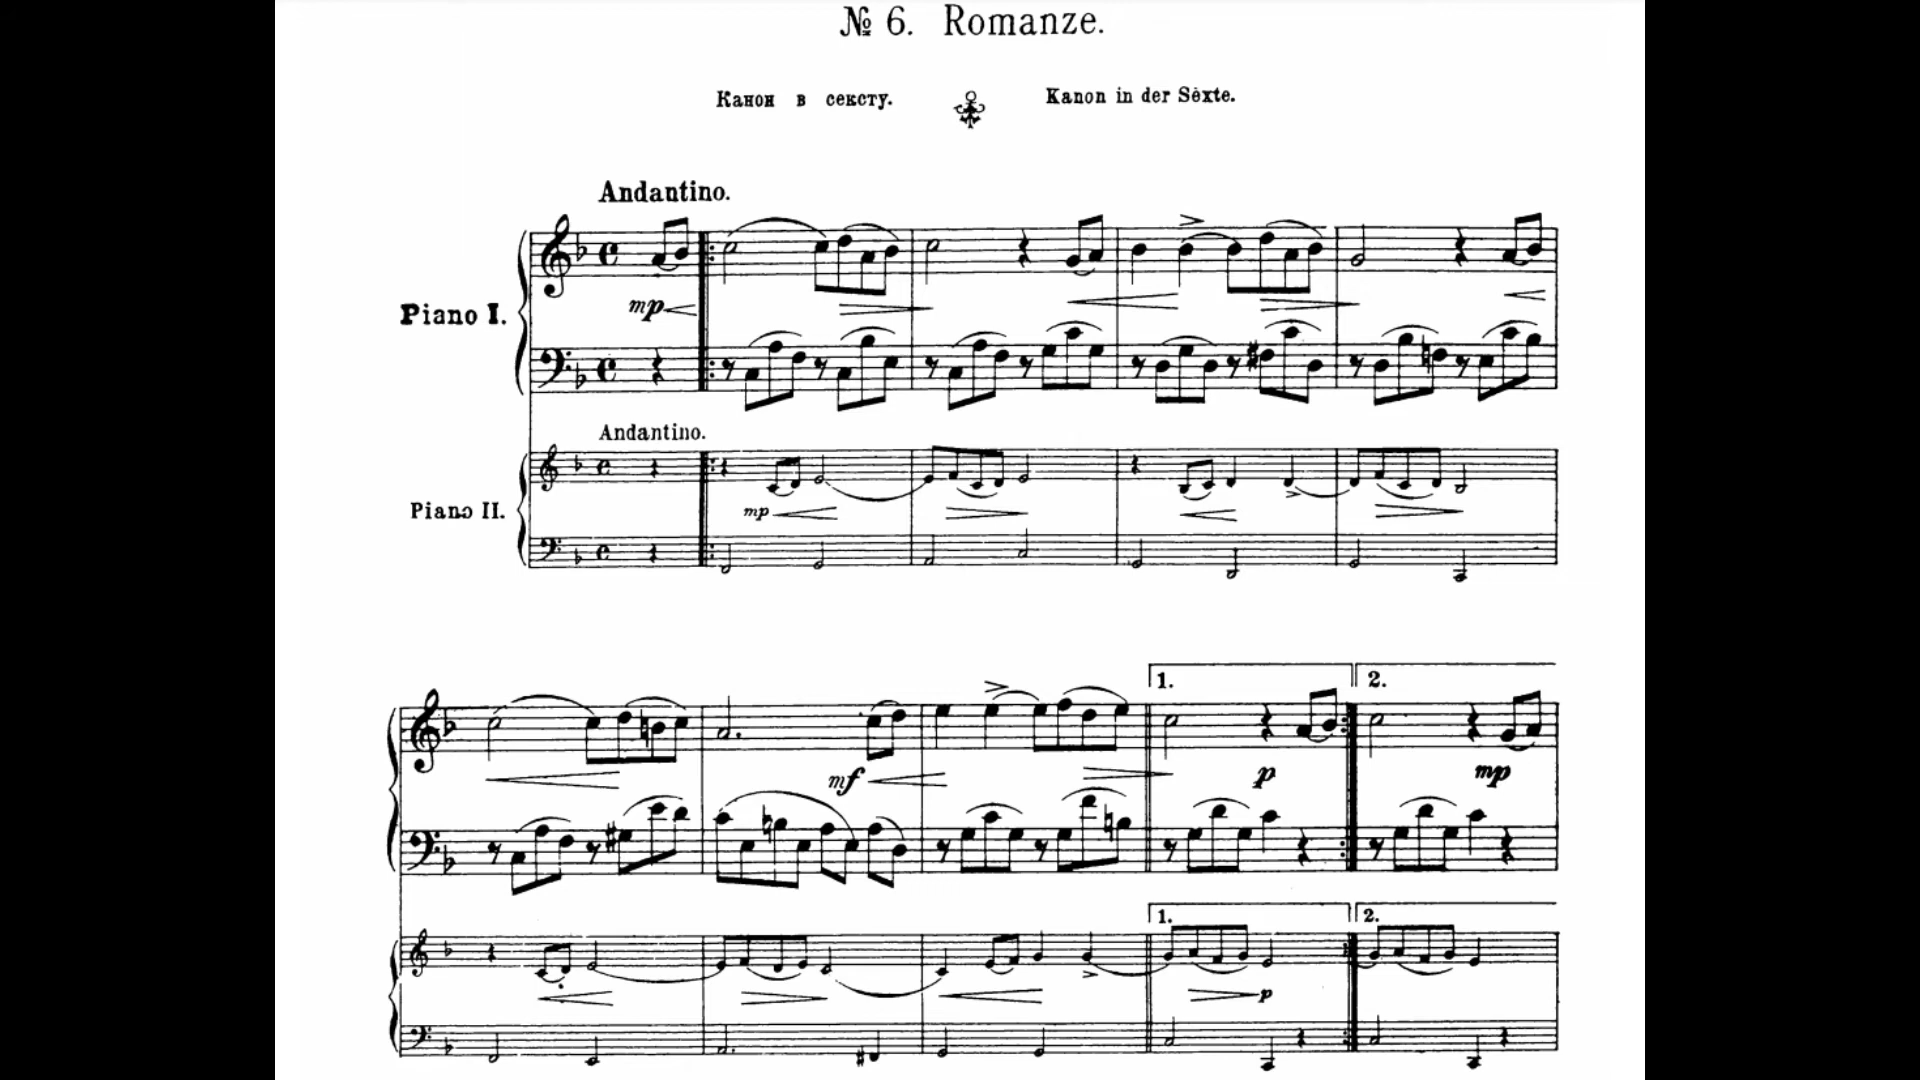 № 6. Romanze.
Канон в сексту.
Kanon in der Sexte.
Andantino.
mp
Piano I.
Andantino.
mp
Piano II.
1.
2.
mf
p
mp
1.
2.
p